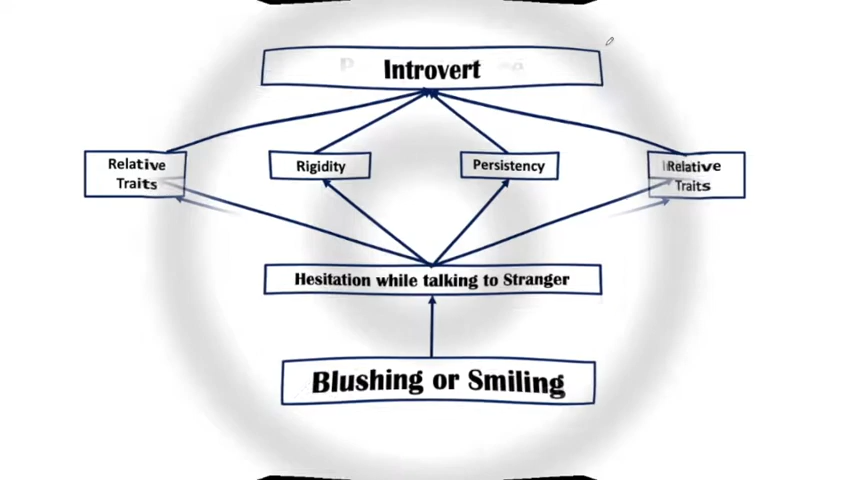 Introvert
Relative
Traits
Rigidity
Persistency
Relative
Traits
Hesitation while talking to Stranger
Blushing or Smiling